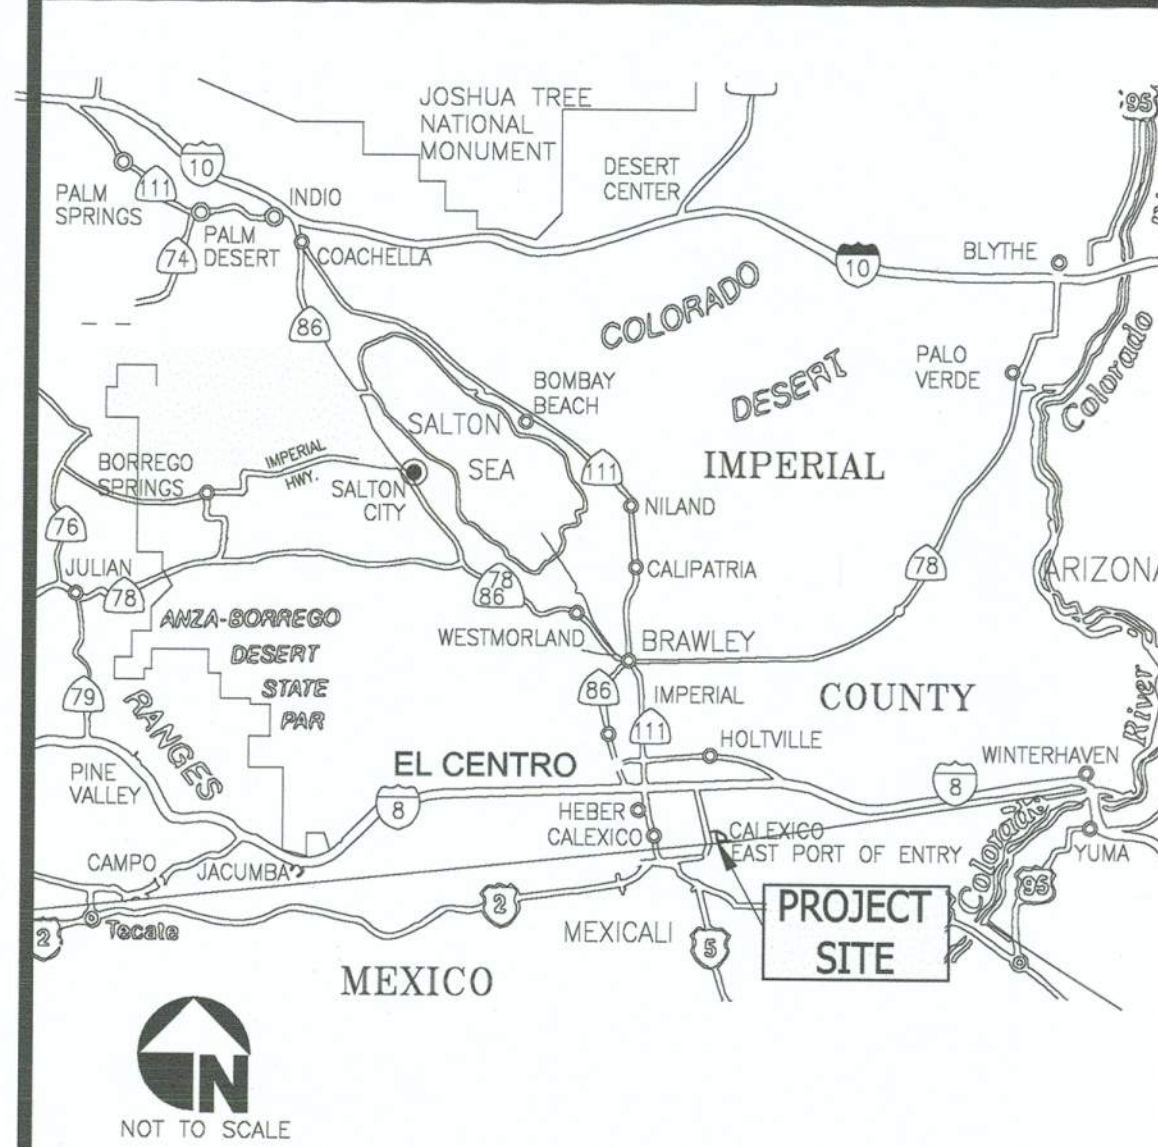 JOSHUA TREE
NATIONAL
MONUMENT
95
10
DESERT
CENTER
PALM
SPRINGS
111
INDIO
PALM
DESERT
74
COACHELLA
10
BLYTHE
86
COLORADO
DESERT
PALO
VERDE
Colorado
BOMBAY
BEACH
SALTON
SEA
IMPERIAL
BORREGO
SPRINGS
IMPERIAL
HWY.
SALTON
CITY
111
NILAND
76
JULIAN
78
CALIPATRIA
78
86
78
ARIZONA
ANZA-BORREGO
DESERT
STATE
PAR
WESTMORLAND
BRAWLEY
79
RANGES
86
IMPERIAL
COUNTY
River
111
HOLTVILLE
WINTERHAVEN
PINE
VALLEY
EL CENTRO
8
8
HEBER
CALEXICO
CALEXICO
EAST PORT OF ENTRY
Colorado
YUMA
CAMPO
JACUMBA
95
2
2
Tecate
MEXICALI
5
PROJECT
SITE
MEXICO
N
NOT TO SCALE